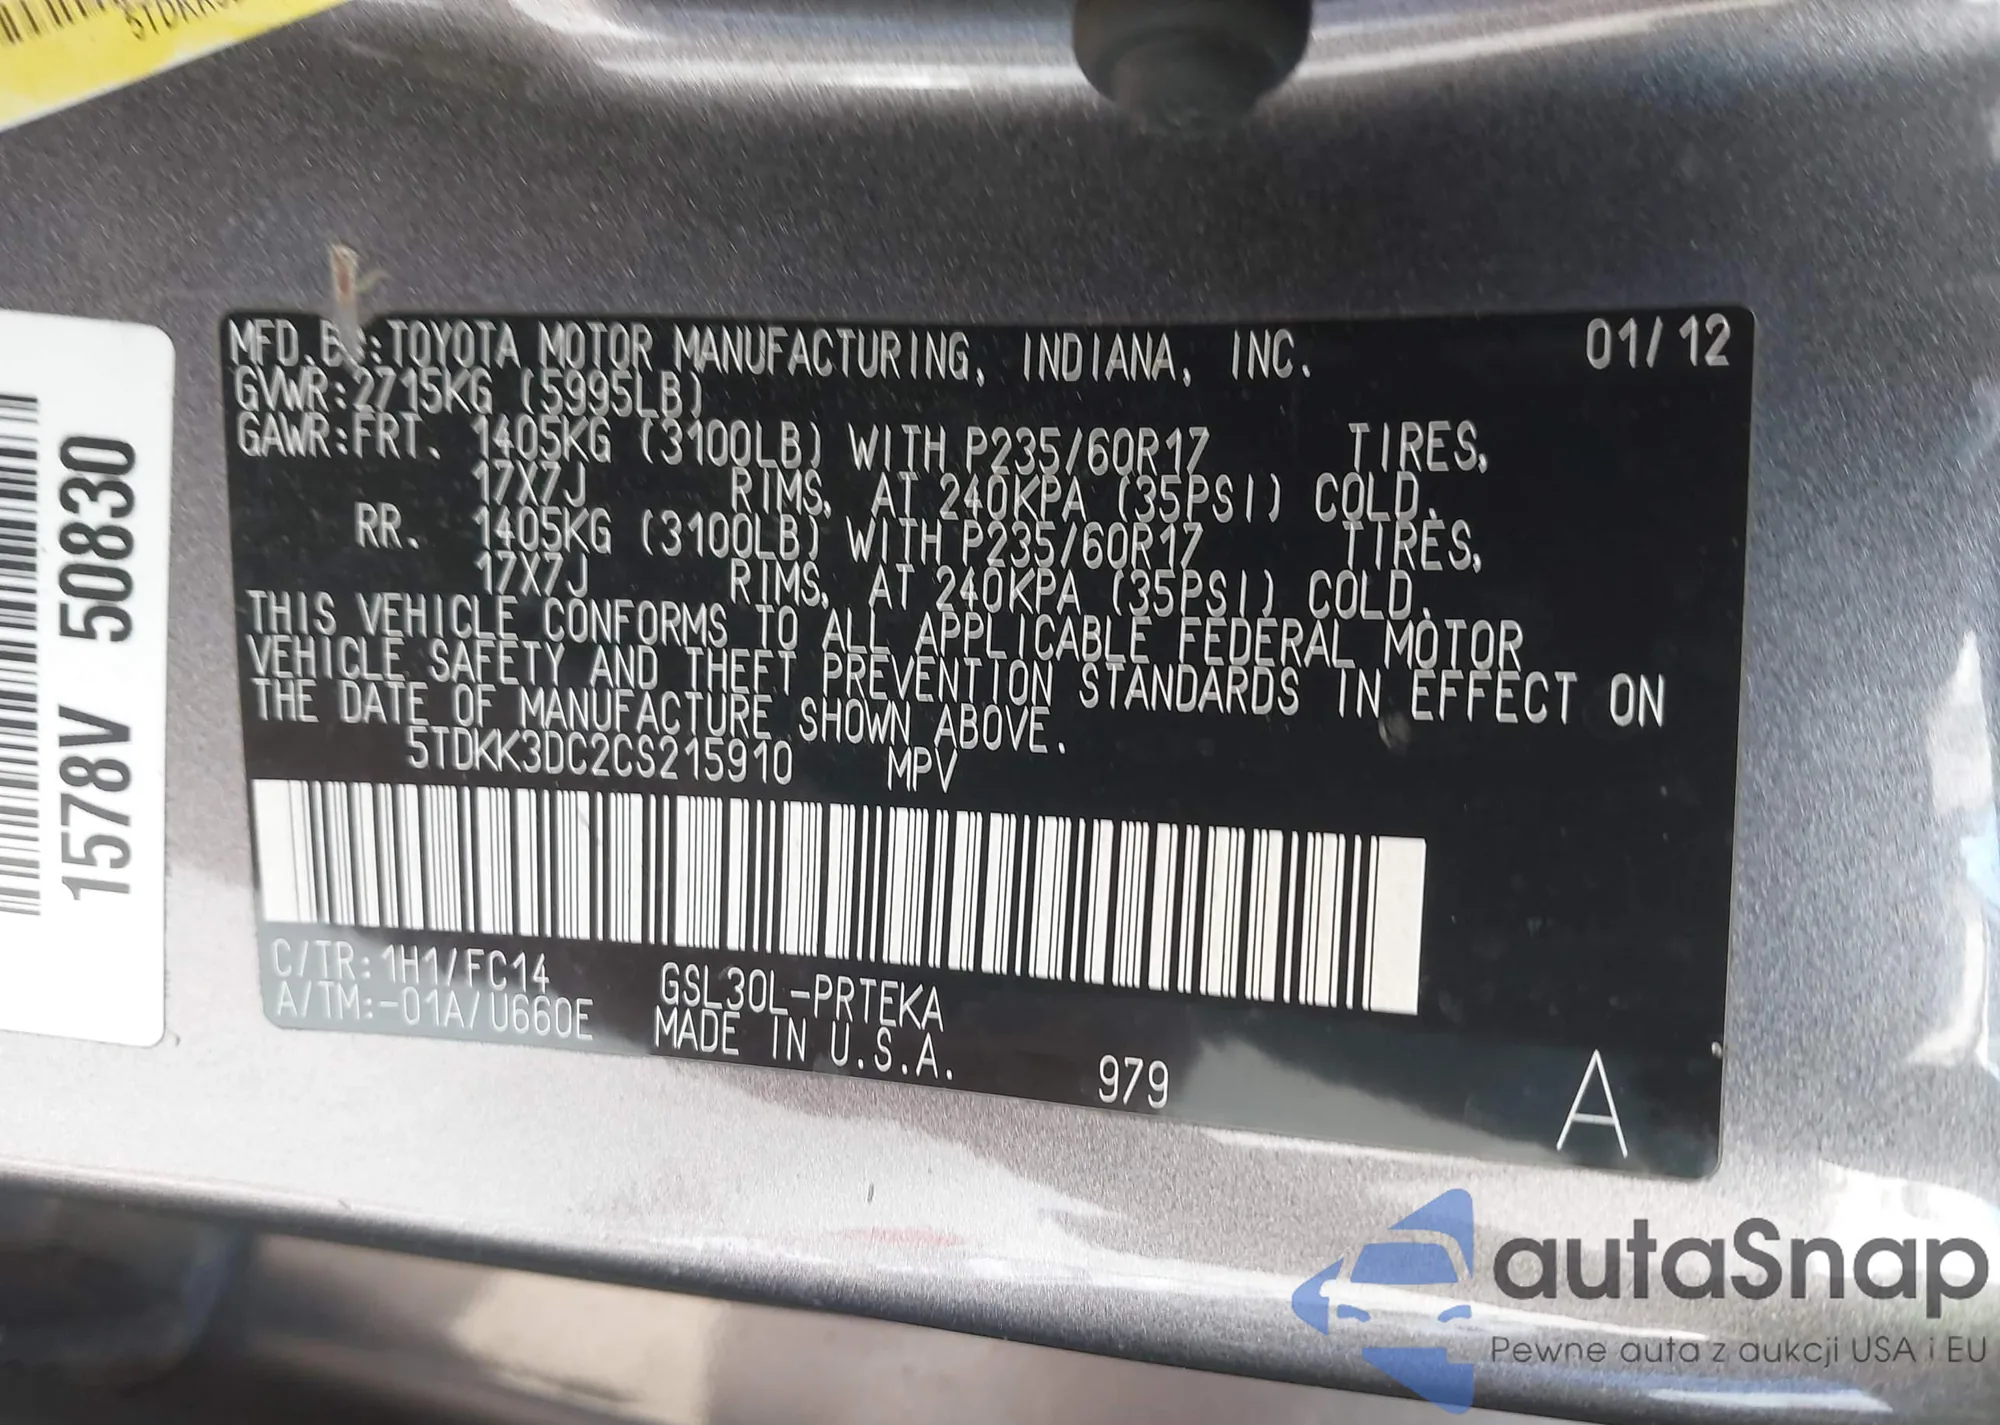 MFD.BY:TOYOTA MOTOR MANUFACTURING, INDIANA, INC. 01/12
GVWR:2715KG (5995LB)
GAWR:FRT. 1405KG (3100LB) WITH P235/60R17 TIRES,
17X7J RIMS, AT 240KPA (35PSI) COLD.
RR. 1405KG (3100LB) WITH P235/60R17 TIRES,
17X7J RIMS, AT 240KPA (35PSI) COLD.
THIS VEHICLE CONFORMS TO ALL APPLICABLE FEDERAL MOTOR
VEHICLE SAFETY AND THEFT PREVENTION STANDARDS IN EFFECT ON
THE DATE OF MANUFACTURE SHOWN ABOVE.
5TDKK3DC2CS215910 MPV
C/TR:1H1/FC14 GSL30L-PRTEKA
A/TM:-01A/U660E MADE IN U.S.A.
979
A
1578V 50830
autaSnap
Pewne auta z aukcji USA i EU